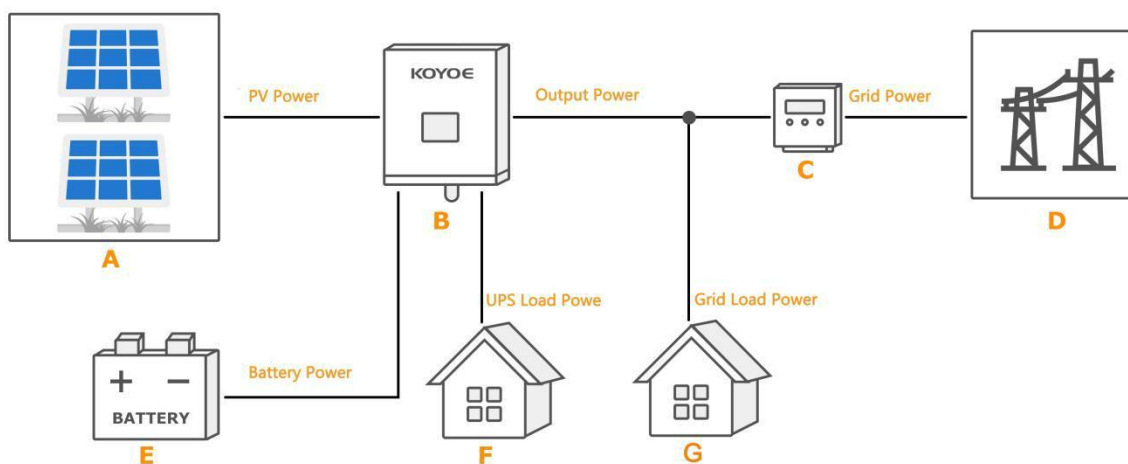 KOYOE
PV Power
Output Power
Grid Power
C
B
D
A
UPS Load Powe
Grid Load Power
Battery Power
+ −
BATTERY
E
F
G